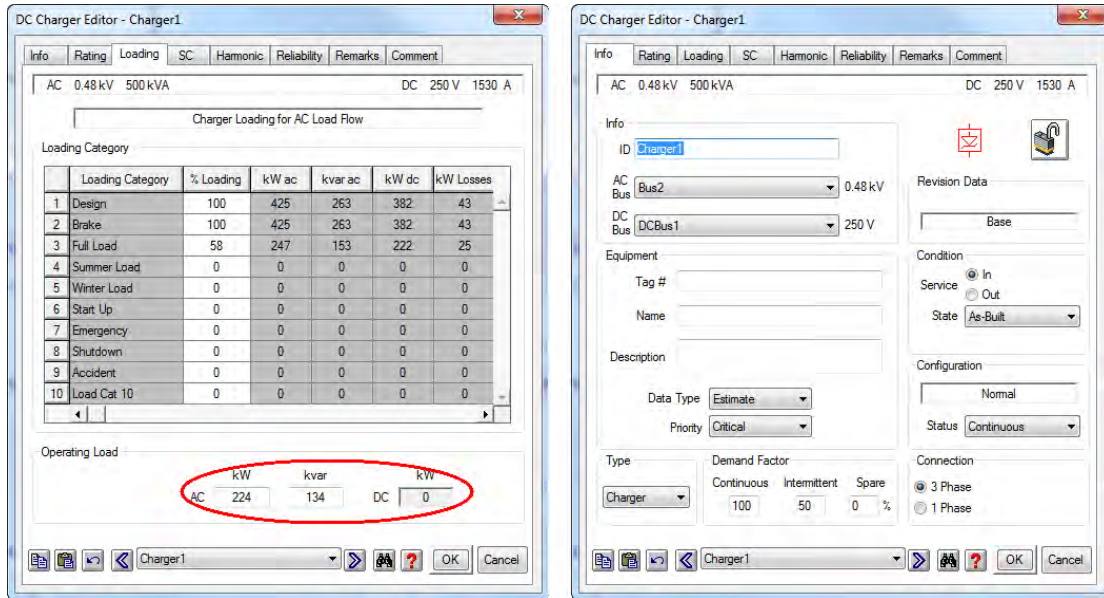 DC Charger Editor - Charger1
Info Rating Loading SC Harmonic Reliability Remarks Comment
AC 0.48 kV 500 kVA DC 250 V 1530 A
Charger Loading for AC Load Flow
Loading Category
Loading Category % Loading kW ac kvar ac kW dc kW Losses
1 Design 100 425 263 382 43
2 Brake 100 425 263 382 43
3 Full Load 58 247 153 222 25
4 Summer Load 0 0 0 0 0
5 Winter Load 0 0 0 0 0
6 Start Up 0 0 0 0 0
7 Emergency 0 0 0 0 0
8 Shutdown 0 0 0 0 0
9 Accident 0 0 0 0 0
10 Load Cat 10 0 0 0 0 0
Operating Load
kW kvar kW
AC 224 134 DC 0
Charger1 ? OK Cancel
DC Charger Editor - Charger1
Info Rating Loading SC Harmonic Reliability Remarks Comment
AC 0.48 kV 500 kVA DC 250 V 1530 A
Info
ID Charger1
AC Bus Bus2 0.48 kV
DC Bus DCBus1 250 V
Revision Data
Base
Equipment
Tag #
Name
Description
Data Type Estimate
Priority Critical
Condition
Service In
Out
State As-Built
Configuration
Normal
Status Continuous
Type
Charger
Demand Factor
Continuous Intermittent Spare
100 50 0 %
Connection
3 Phase
1 Phase
Charger1 ? OK Cancel